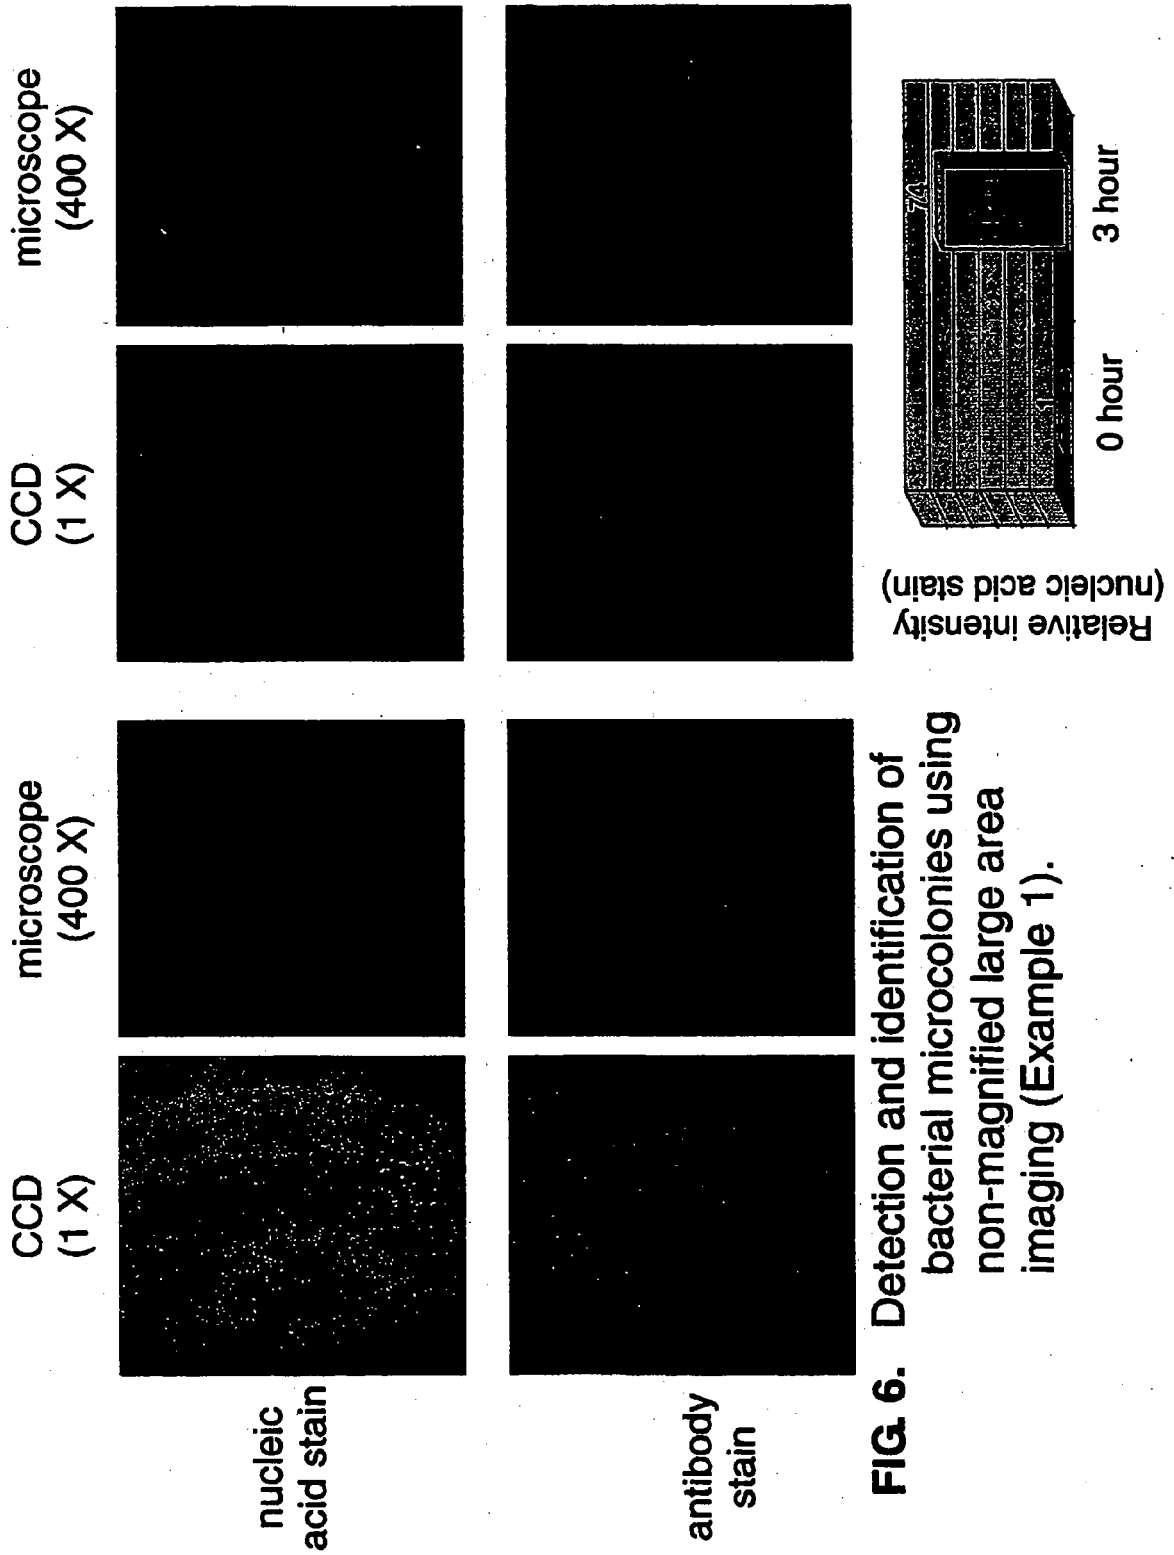 CCD
(1 X)
microscope
(400 X)
CCD
(1 X)
microscope
(400 X)
nucleic
acid stain
antibody
stain
FIG. 6. Detection and identification of
bacterial microcolonies using
non-magnified large area
imaging (Example 1).
Relative intensity
(nucleic acid stain)
74
1
0 hour
3 hour